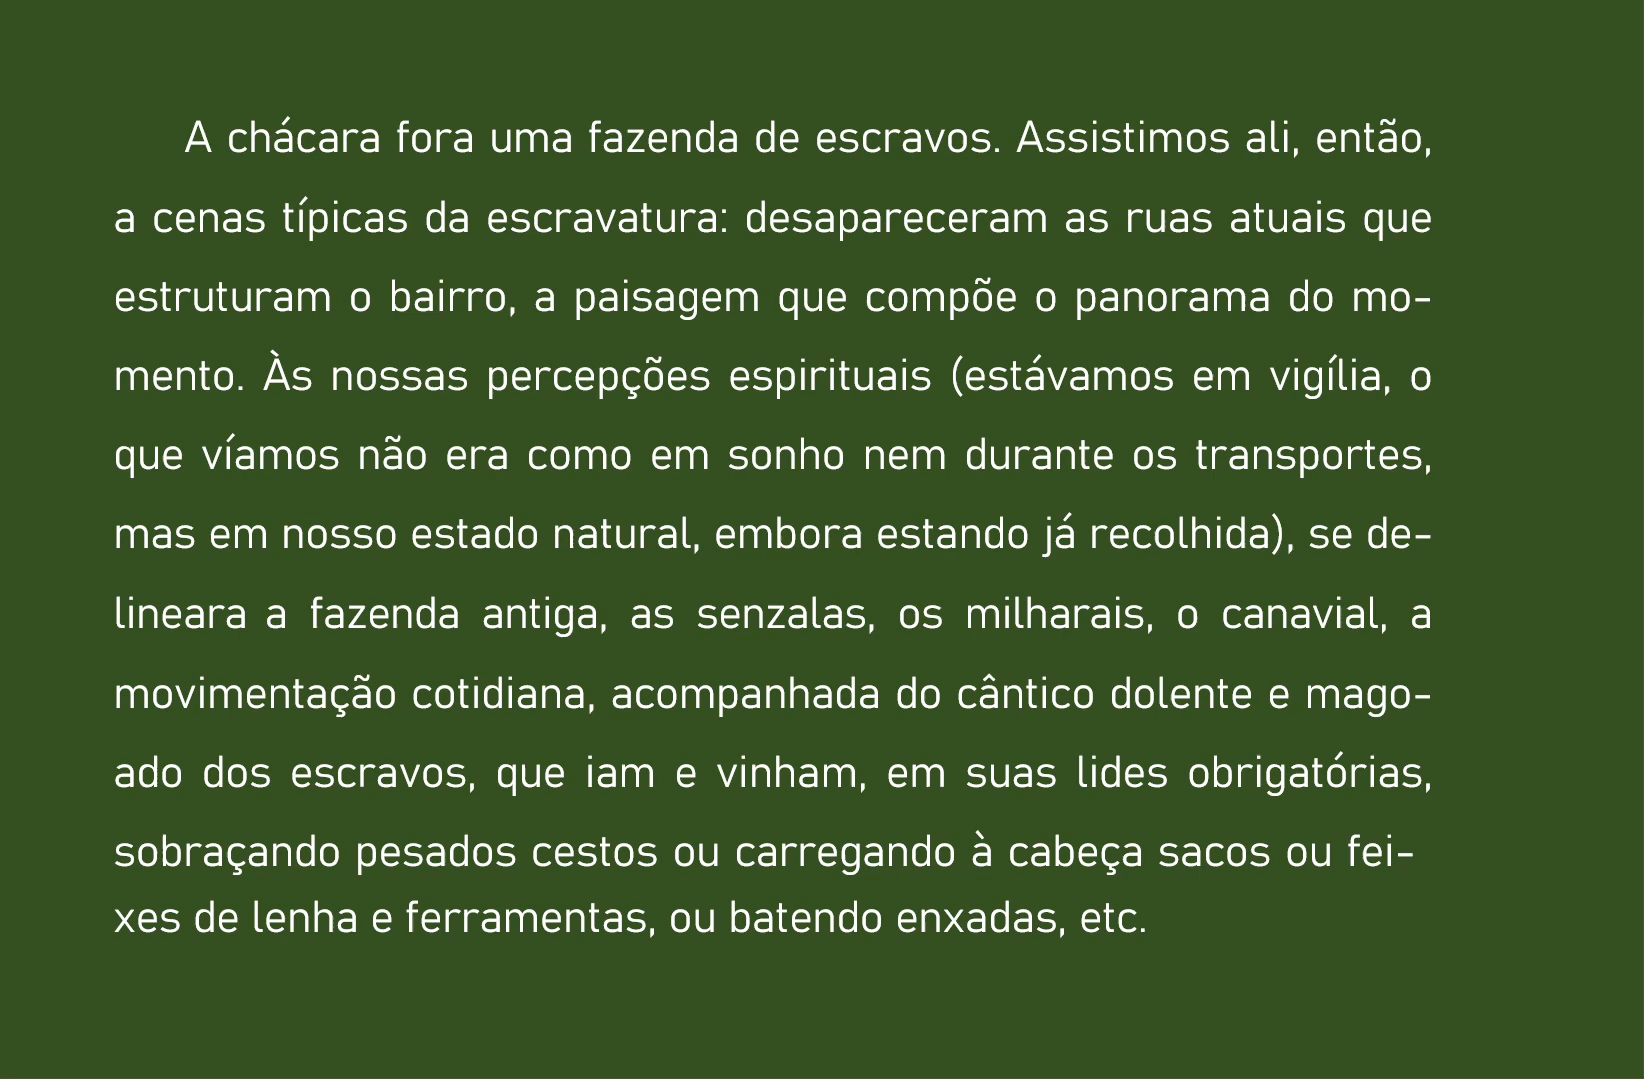 A chácara fora uma fazenda de escravos. Assistimos ali, então,
a cenas típicas da escravatura: desapareceram as ruas atuais que
estruturam o bairro, a paisagem que compõe o panorama do mo-
mento. Às nossas percepções espirituais (estávamos em vigília, o
que víamos não era como em sonho nem durante os transportes,
mas em nosso estado natural, embora estando já recolhida), se de-
lineara a fazenda antiga, as senzalas, os milharais, o canavial, a
movimentação cotidiana, acompanhada do cântico dolente e mago-
ado dos escravos, que iam e vinham, em suas lides obrigatórias,
sobraçando pesados cestos ou carregando à cabeça sacos ou fei-
xes de lenha e ferramentas, ou batendo enxadas, etc.